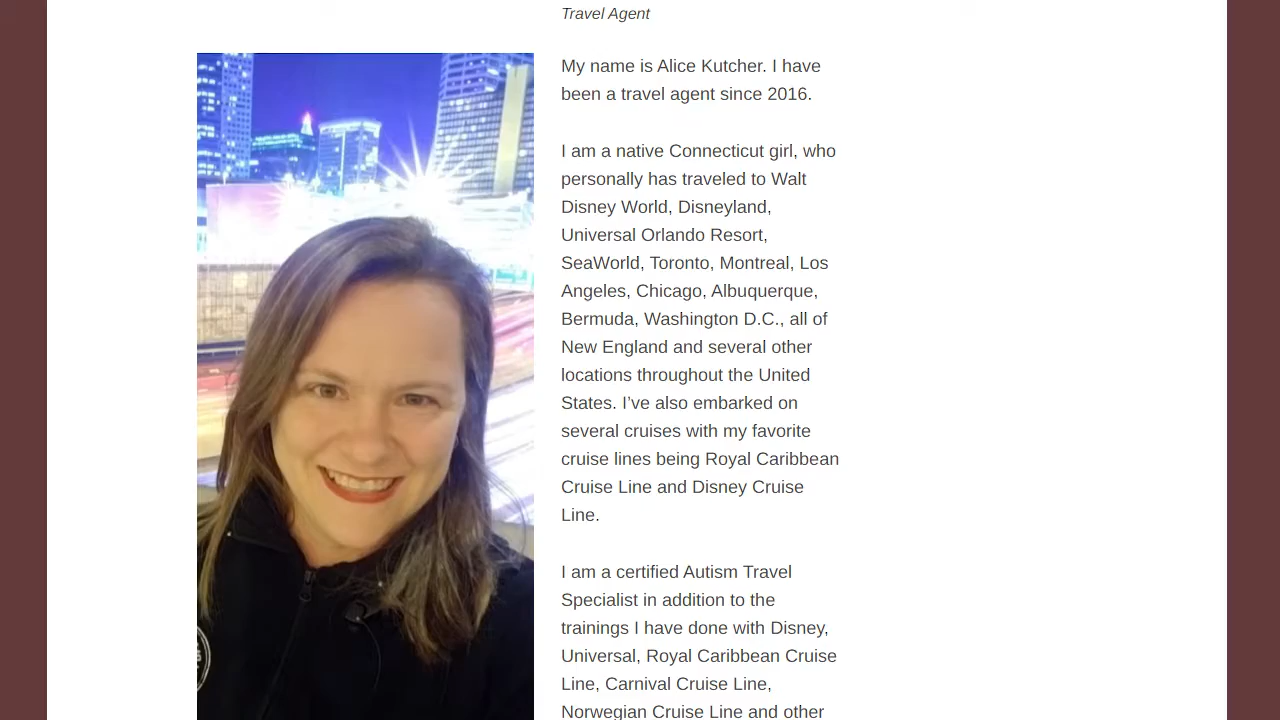 Travel Agent
My name is Alice Kutcher. I have
been a travel agent since 2016.
I am a native Connecticut girl, who
personally has traveled to Walt
Disney World, Disneyland,
Universal Orlando Resort,
SeaWorld, Toronto, Montreal, Los
Angeles, Chicago, Albuquerque,
Bermuda, Washington D.C., all of
New England and several other
locations throughout the United
States. I’ve also embarked on
several cruises with my favorite
cruise lines being Royal Caribbean
Cruise Line and Disney Cruise
Line.
I am a certified Autism Travel
Specialist in addition to the
trainings I have done with Disney,
Universal, Royal Caribbean Cruise
Line, Carnival Cruise Line,
Norwegian Cruise Line and other